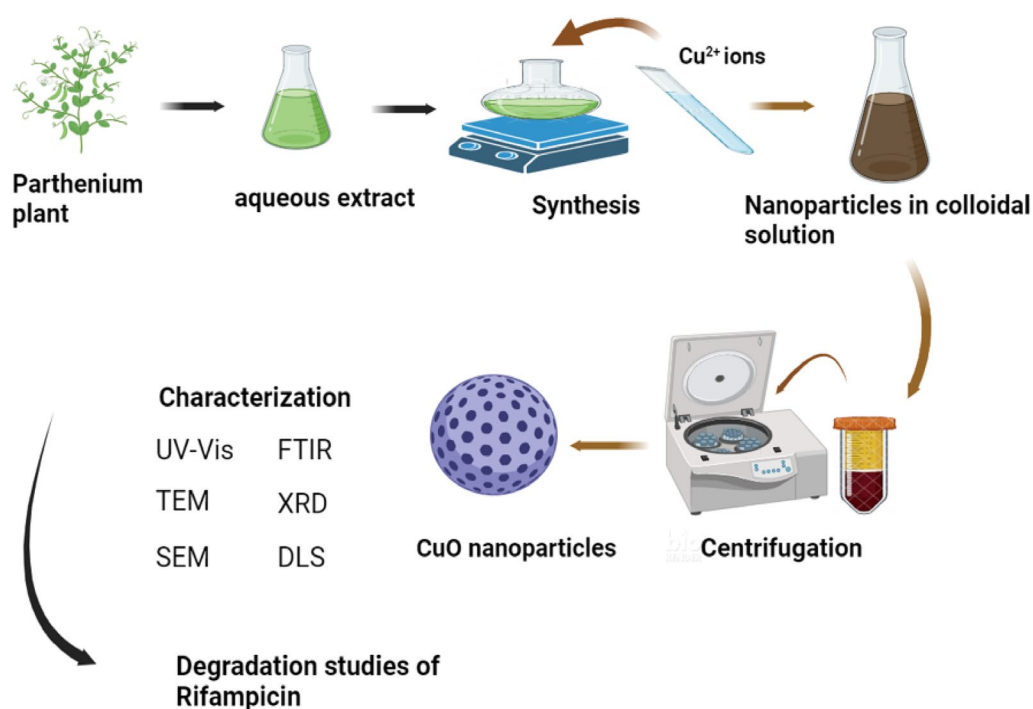 Cu²⁺ ions
Parthenium
plant
aqueous extract
Synthesis
Nanoparticles in colloidal
solution
Characterization
UV-Vis FTIR
TEM XRD
SEM DLS
CuO nanoparticles
Centrifugation
Degradation studies of
Rifampicin